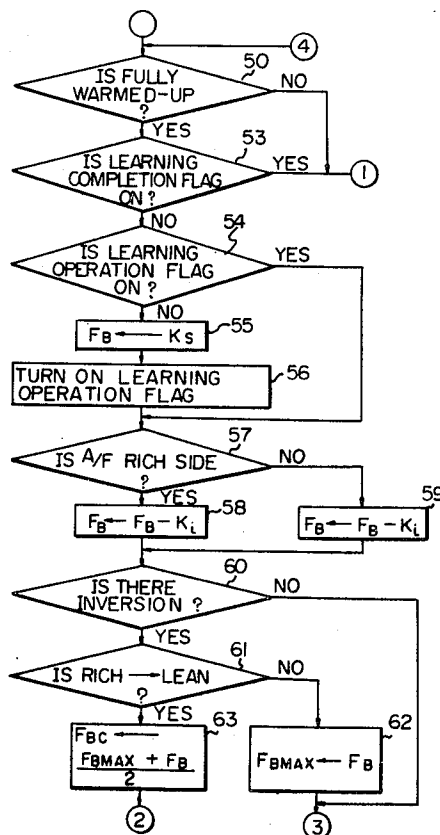 4
50
IS FULLY
WARMED-UP
?
NO
YES
53
IS LEARNING
COMPLETION FLAG
ON ?
YES
1
NO
54
IS LEARNING
OPERATION FLAG
ON ?
YES
NO
55
FB ← KS
56
TURN ON LEARNING
OPERATION FLAG
57
IS A/F RICH SIDE
?
NO
YES
58
FB ← FB − Ki
59
FB ← FB − Ki
60
IS THERE
INVERSION ?
NO
YES
61
IS RICH → LEAN
?
NO
YES
63
FBC ←
FBMAX + FB
2
62
FBMAX ← FB
2
3